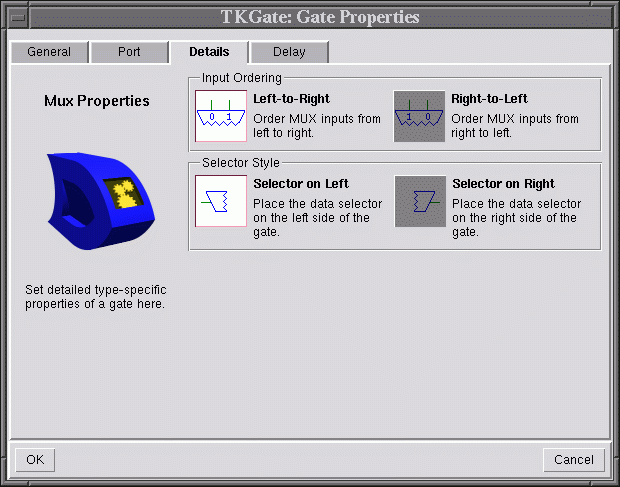 TKGate: Gate Properties
General Port Details Delay
Mux Properties
Set detailed type-specific
properties of a gate here.
Input Ordering
0 1
Left-to-Right
Order MUX inputs from
left to right.
1 0
Right-to-Left
Order MUX inputs from
right to left.
Selector Style
Selector on Left
Place the data selector
on the left side of the
gate.
Selector on Right
Place the data selector
on the right side of the
gate.
OK Cancel